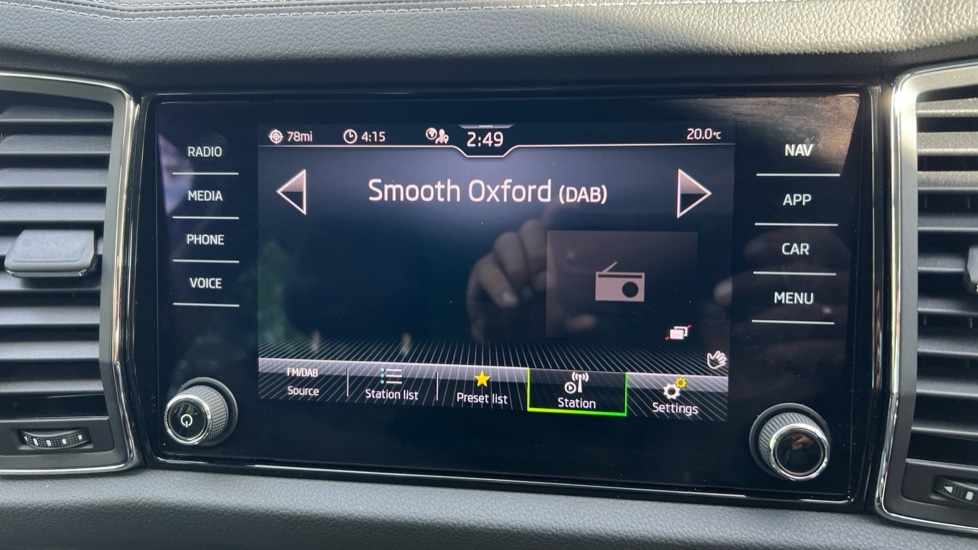 78mi 4:15 2:49 20.0°C
RADIO
MEDIA
PHONE
VOICE
Smooth Oxford (DAB)
FM/DAB
Source
Station list
Preset list
Station
Settings
NAV
APP
CAR
MENU